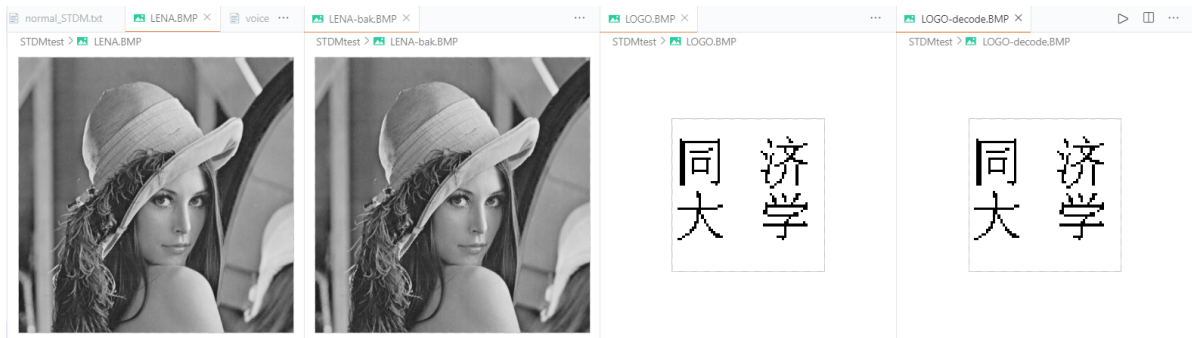 normal_STDM.txt
LENA.BMP
voice
LENA-bak.BMP
LOGO.BMP
LOGO-decode.BMP
STDMtest > LENA.BMP
STDMtest > LENA-bak.BMP
STDMtest > LOGO.BMP
STDMtest > LOGO-decode.BMP
同 济
大 学
同 济
大 学